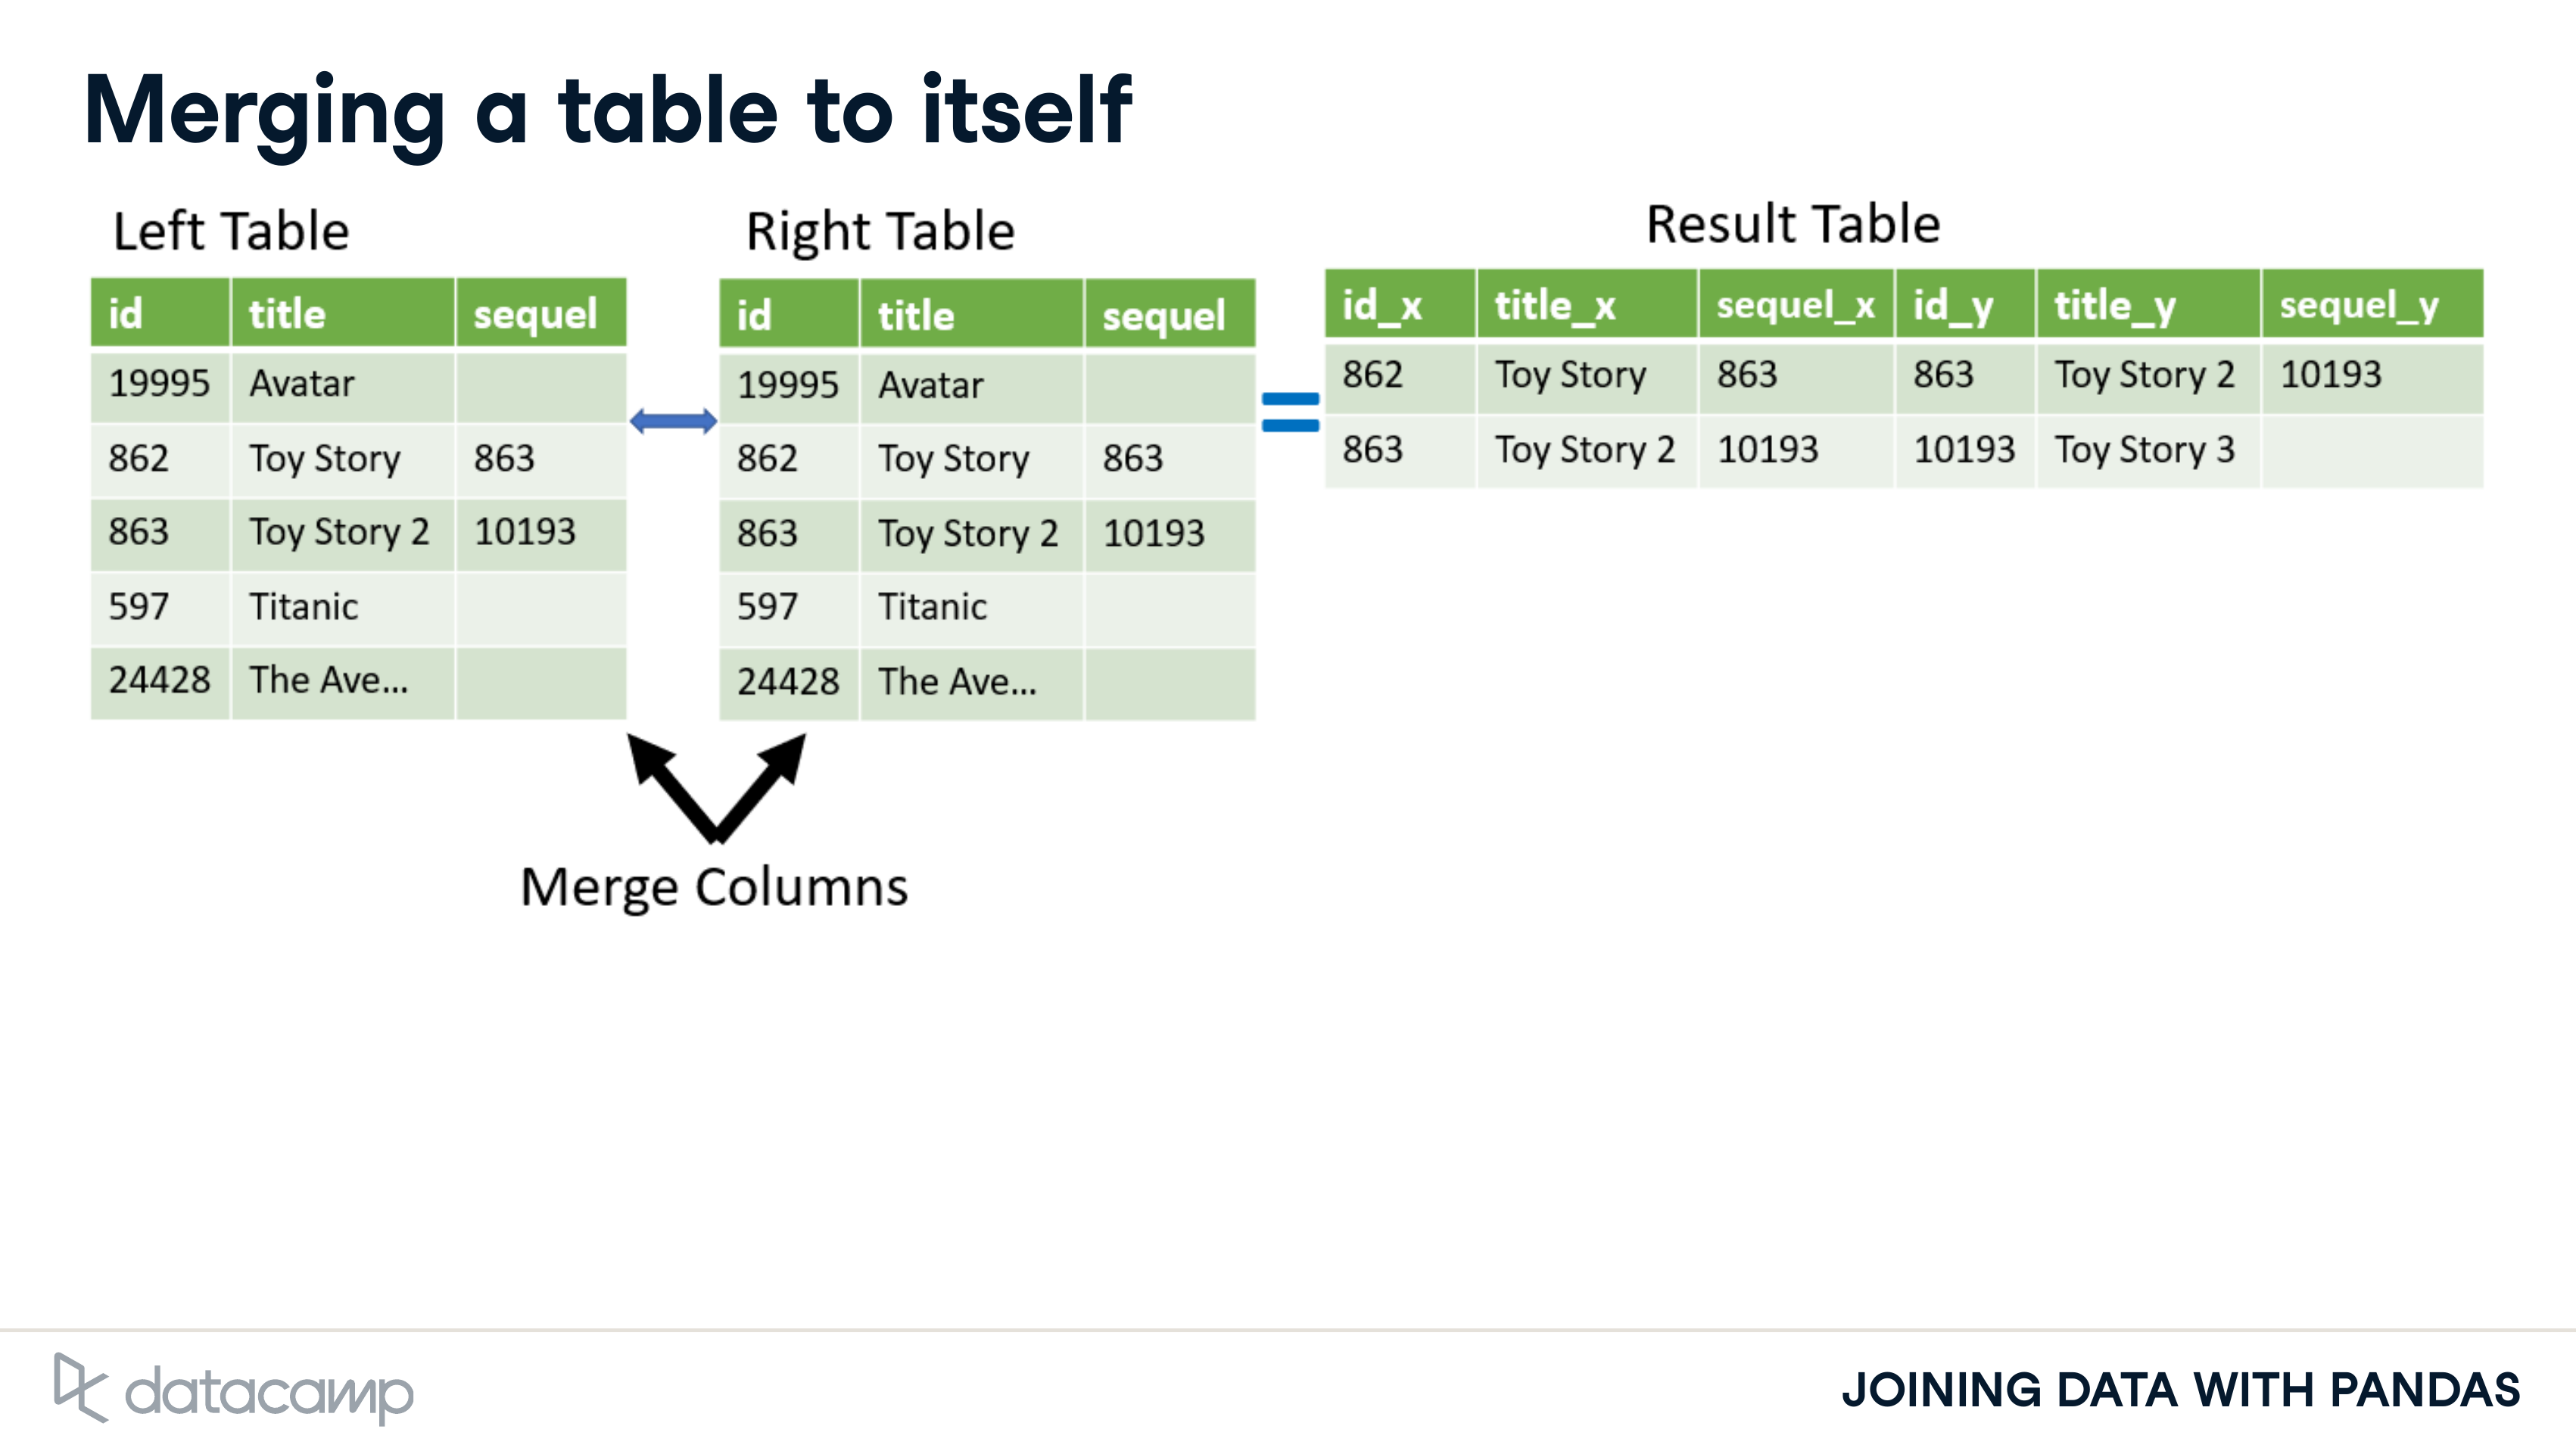 Merging a table to itself
Left Table
id title sequel
19995 Avatar
862 Toy Story 863
863 Toy Story 2 10193
597 Titanic
24428 The Ave...
Right Table
id title sequel
19995 Avatar
862 Toy Story 863
863 Toy Story 2 10193
597 Titanic
24428 The Ave...
=
Result Table
id_x title_x sequel_x id_y title_y sequel_y
862 Toy Story 863 863 Toy Story 2 10193
863 Toy Story 2 10193 10193 Toy Story 3
Merge Columns
datacamp
JOINING DATA WITH PANDAS